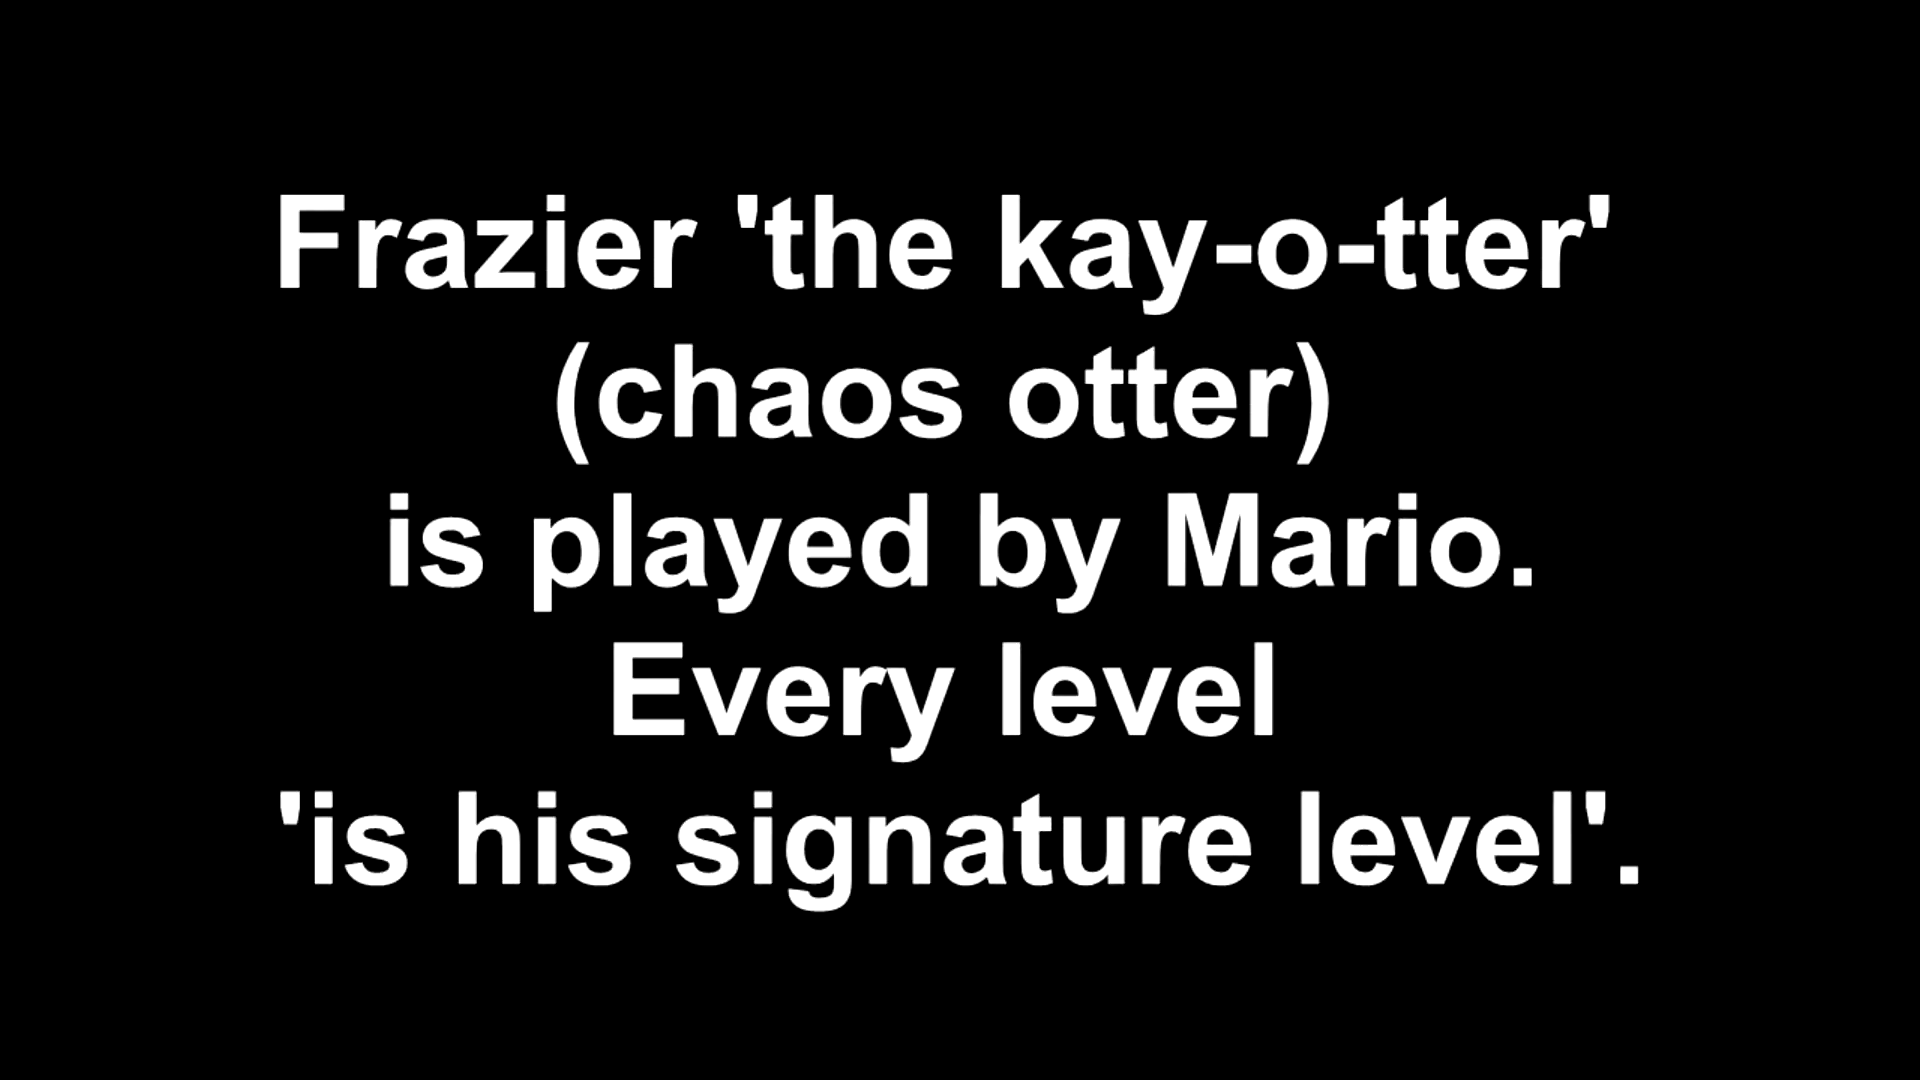 Frazier 'the kay-o-tter'
(chaos otter)
is played by Mario.
Every level
'is his signature level'.